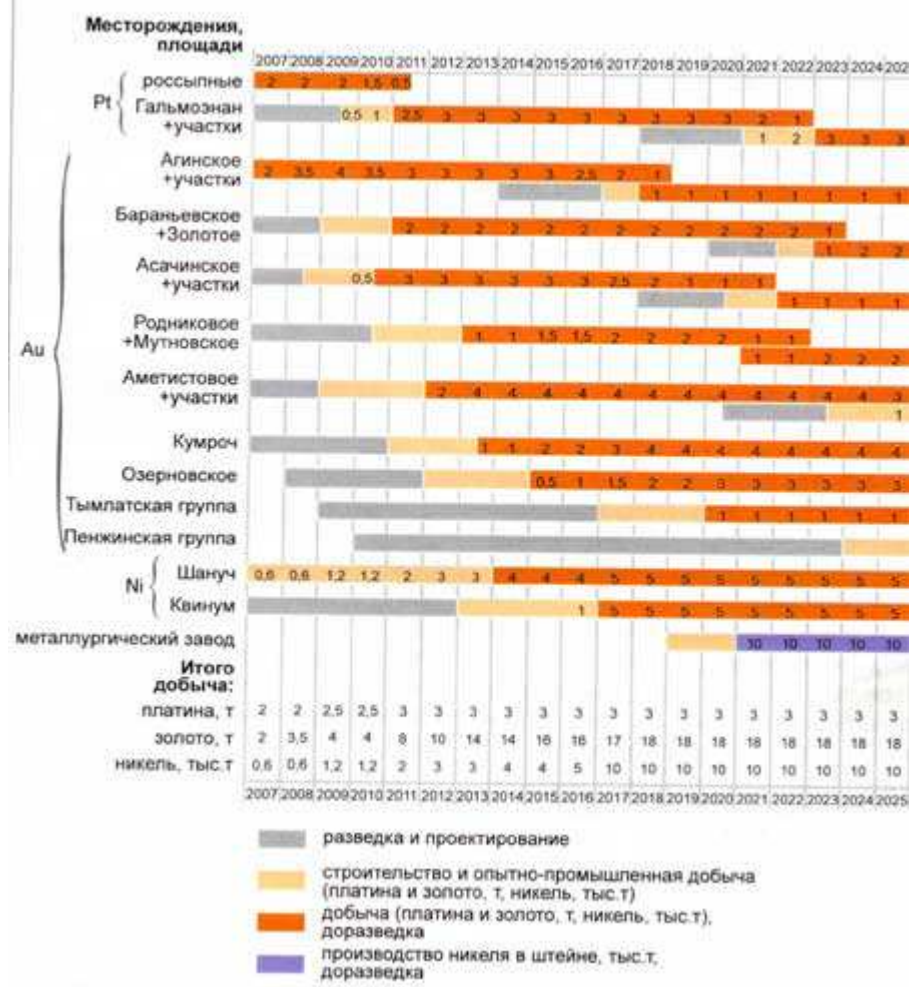 Месторождения,
площади
2007 2008 2009 2010 2011 2012 2013 2014 2015 2016 2017 2018 2019 2020 2021 2022 2023 2024 202
россыпные 2 2 2 1,5 0,5
Pt
Гальмознан
+участки
0,5 1 2,5 3 3 3 3 3 3 3 3 2 1
1 2 3 3 3
Au
Агинское
+участки
2 3,5 4 3,5 3 3 3 3 3 2,5 2 1
1 1 1 1 1 1 1 1
Бараньевское
+Золотое
2 2 2 2 2 2 2 2 2 2 2 2 1
1 2 2
Асачинское
+участки
0,5 3 3 3 3 3 3 2,5 2 1 1 1
1 1 1 1
Родниковое
+Мутновское
1 1 1,5 1,5 2 2 2 2 1 1
1 1 2 2 2
Аметистовое
+участки
2 4 4 4 4 4 4 4 4 4 4 4 4 3
1
Кумроч 1 1 2 2 3 4 4 4 4 4 4 4 4
Озерновское 0,5 1 1,5 2 2 3 3 3 3 3 3
Тымлатская группа 1 1 1 1 1 1
Пенжинская группа
Ni
Шануч 0,6 0,6 1,2 1,2 2 3 3 4 4 4 5 5 5 5 5 5 5 5 5
Квинум 1 5 5 5 5 5 5 5 5 5
металлургический завод 10 10 10 10 10
Итого
добыча:
платина, т 2 2 2,5 2,5 3 3 3 3 3 3 3 3 3 3 3 3 3 3 3
золото, т 2 3,5 4 4 8 10 14 14 16 16 17 18 18 18 18 18 18 18 18
никель, тыс.т 0,6 0,6 1,2 1,2 2 3 3 4 4 5 10 10 10 10 10 10 10 10 10
2007 2008 2009 2010 2011 2012 2013 2014 2015 2016 2017 2018 2019 2020 2021 2022 2023 2024 2025
разведка и проектирование
строительство и опытно-промышленная добыча
(платина и золото, т, никель, тыс.т)
добыча (платина и золото, т, никель, тыс.т),
доразведка
производство никеля в штейне, тыс.т,
доразведка